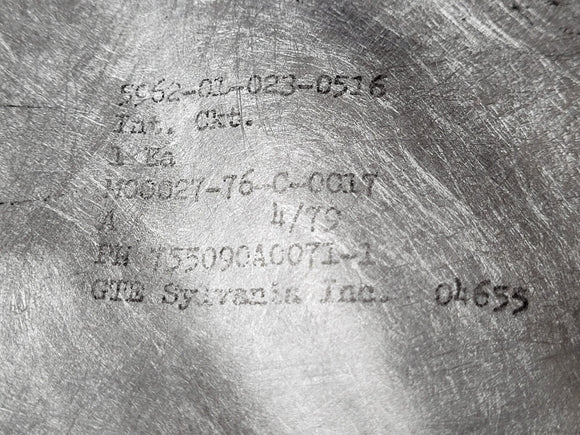 5962-01-023-0516
Int. Ckt.
1 Ea
N00027-76-C-0017
A 4/79
PN 755090A0071-1
GTE Sylvania Inc. 04655